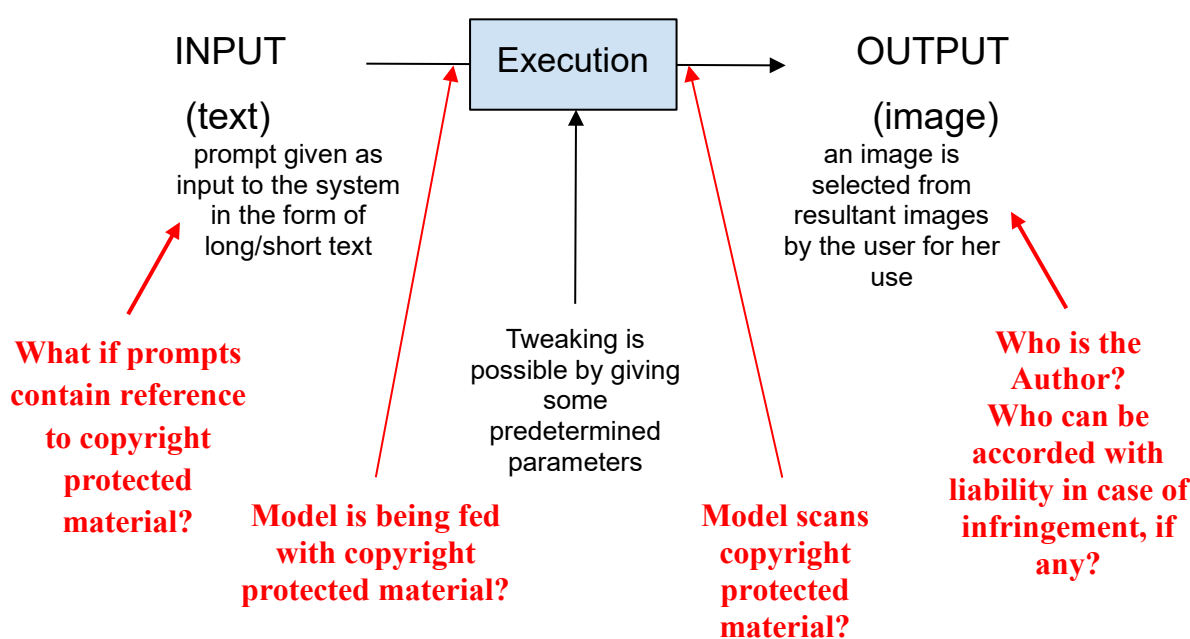 INPUT
(text)
prompt given as
input to the system
in the form of
long/short text
Execution
OUTPUT
(image)
an image is
selected from
resultant images
by the user for her
use
Tweaking is
possible by giving
some
predetermined
parameters
What if prompts
contain reference
to copyright
protected
material?
Model is being fed
with copyright
protected material?
Model scans
copyright
protected
material?
Who is the
Author?
Who can be
accorded with
liability in case of
infringement, if
any?